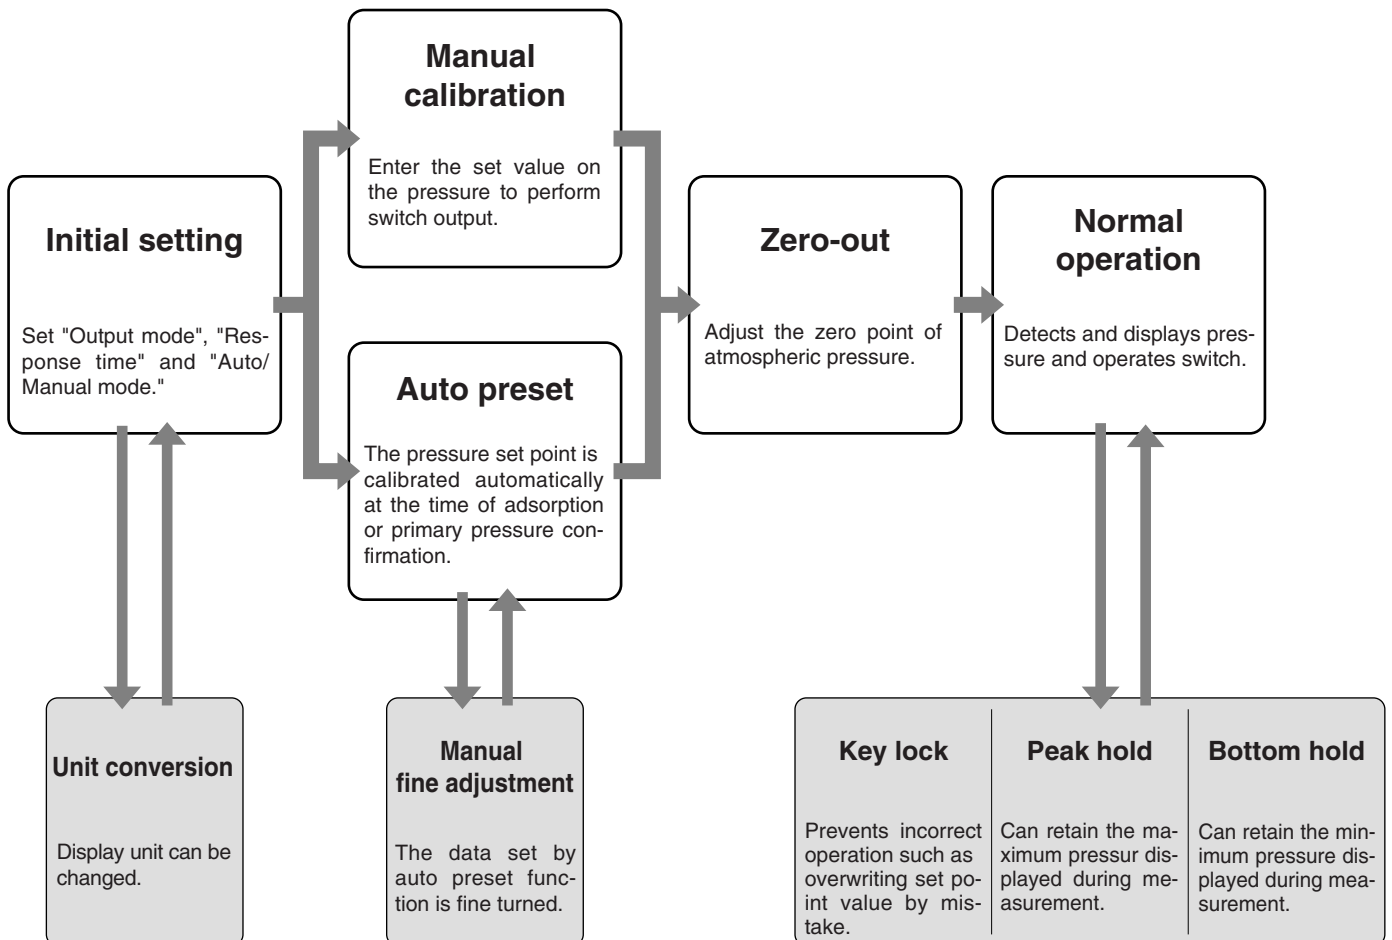 Manual
calibration
Enter the set value on
the pressure to perform
switch output.
Initial setting
Set "Output mode", "Res-
ponse time" and "Auto/
Manual mode."
Auto preset
The pressure set point is
calibrated automatically
at the time of adsorption
or primary pressure con-
firmation.
Zero-out
Adjust the zero point of
atmospheric pressure.
Normal
operation
Detects and displays pres-
sure and operates switch.
Unit conversion
Display unit can be
changed.
Manual
fine adjustment
The data set by
auto preset func-
tion is fine turned.
Key lock
Prevents incorrect
operation such as
overwriting set po-
int value by mis-
take.
Peak hold
Can retain the ma-
ximum pressur dis-
played during me-
asurement.
Bottom hold
Can retain the min-
imum pressure dis-
played during mea-
surement.